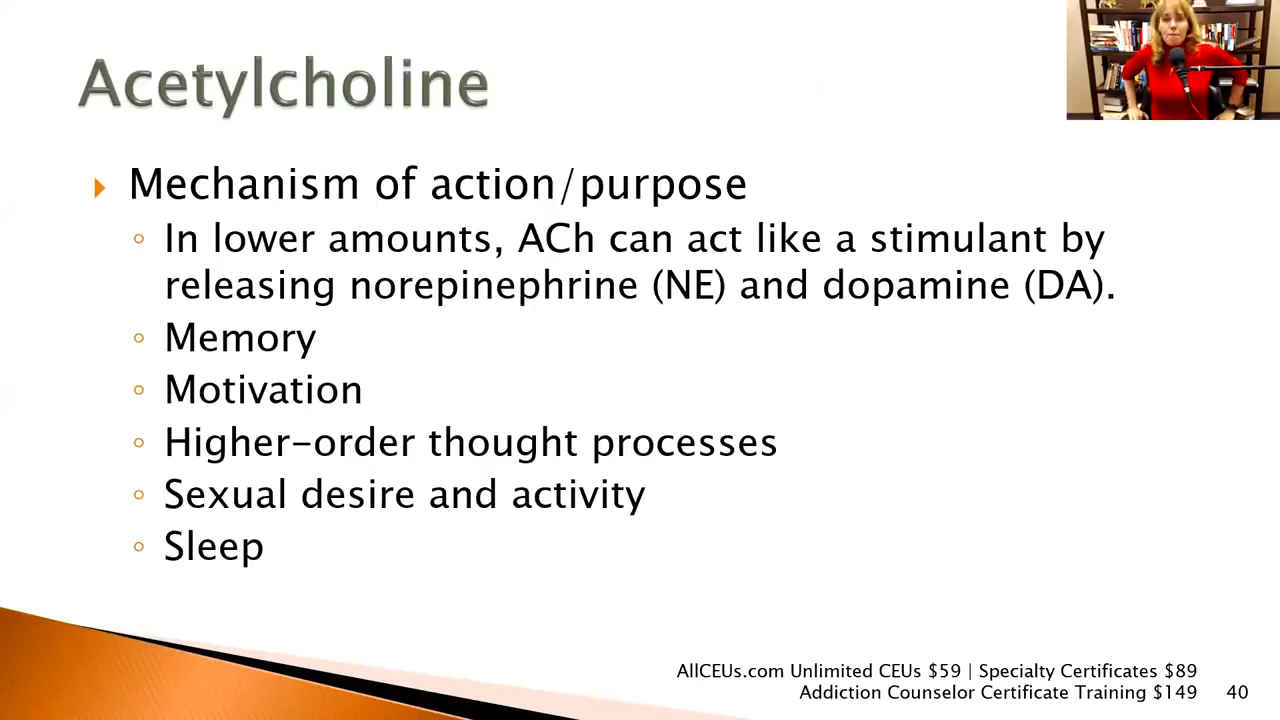 Acetylcholine
Mechanism of action/purpose
In lower amounts, ACh can act like a stimulant by
releasing norepinephrine (NE) and dopamine (DA).
Memory
Motivation
Higher-order thought processes
Sexual desire and activity
Sleep
AllCEUs.com Unlimited CEUs $59 | Specialty Certificates $89
Addiction Counselor Certificate Training $149
40